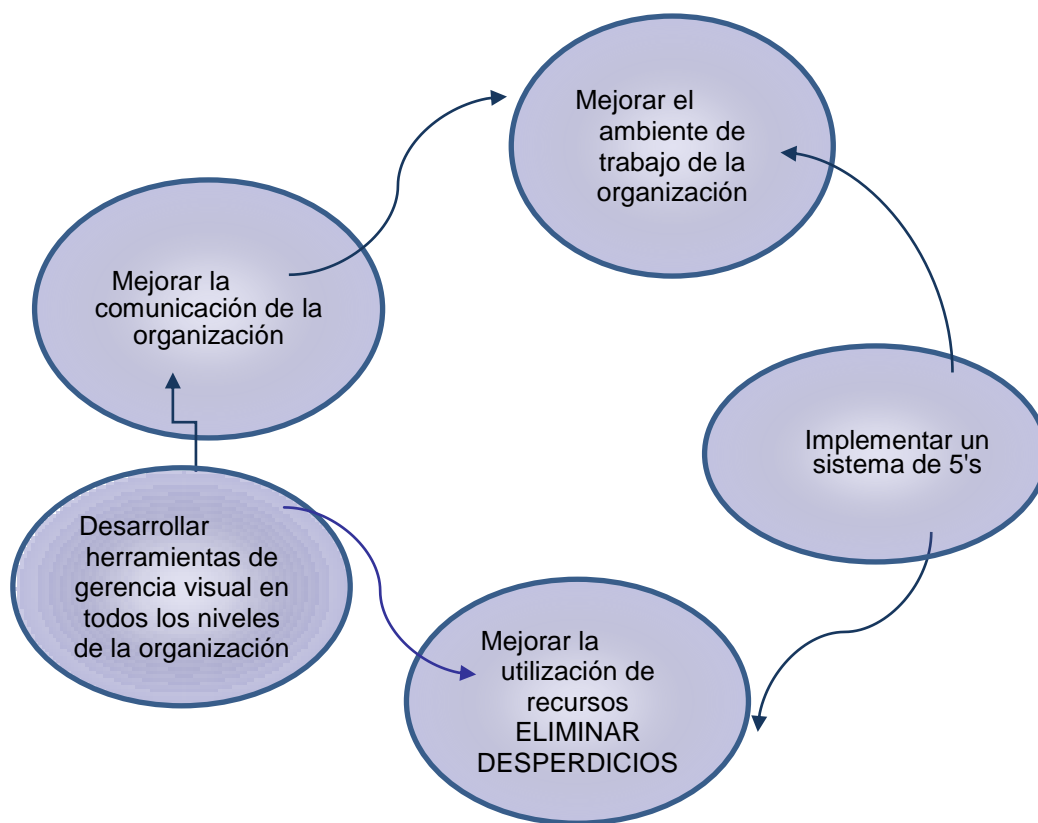 Mejorar el
ambiente de
trabajo de la
organización
Mejorar la
comunicación de la
organización
Implementar un
sistema de 5's
Desarrollar
herramientas de
gerencia visual en
todos los niveles
de la organización
Mejorar la
utilización de
recursos
ELIMINAR
DESPERDICIOS